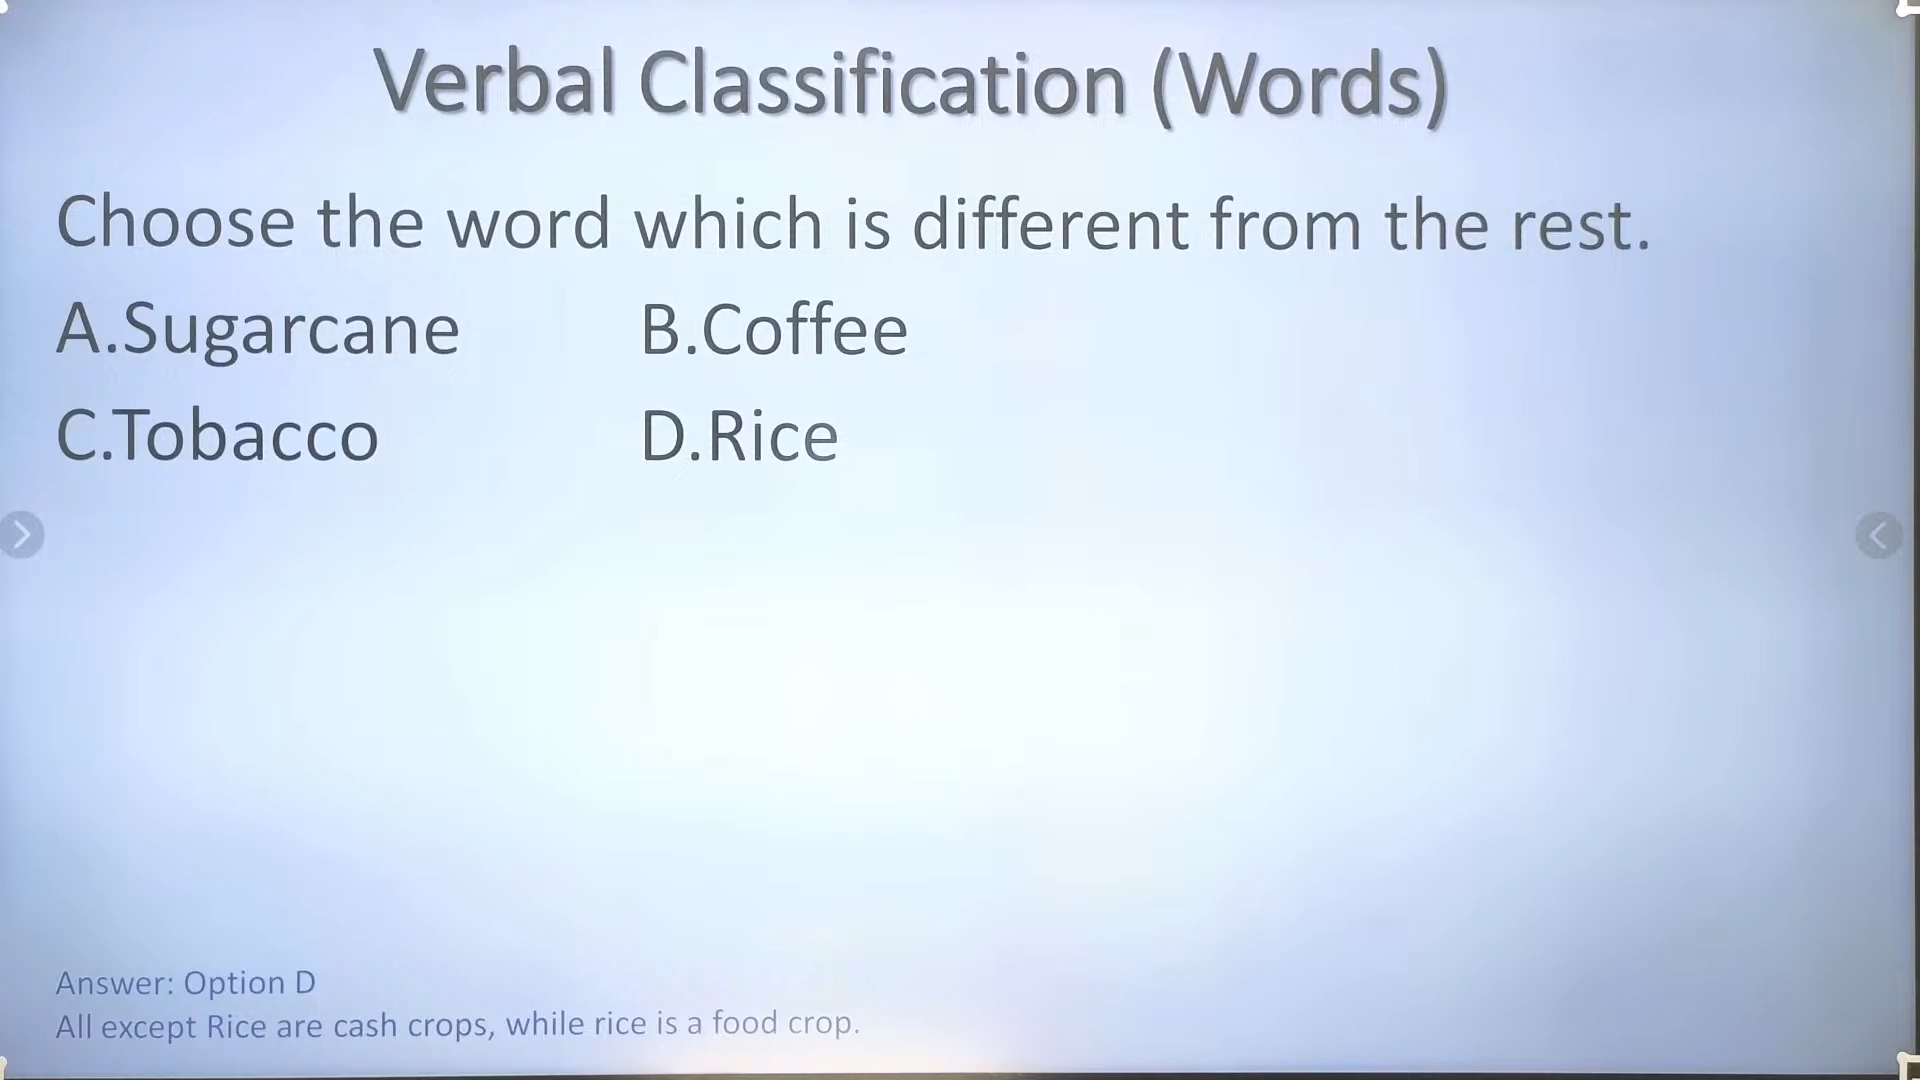 Verbal Classification (Words)
Choose the word which is different from the rest.
A.Sugarcane B.Coffee
C.Tobacco D.Rice
Answer: Option D
All except Rice are cash crops, while rice is a food crop.